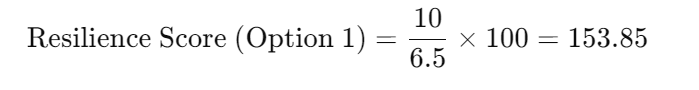 Resilience Score (Option 1) = 10/6.5 × 100 = 153.85